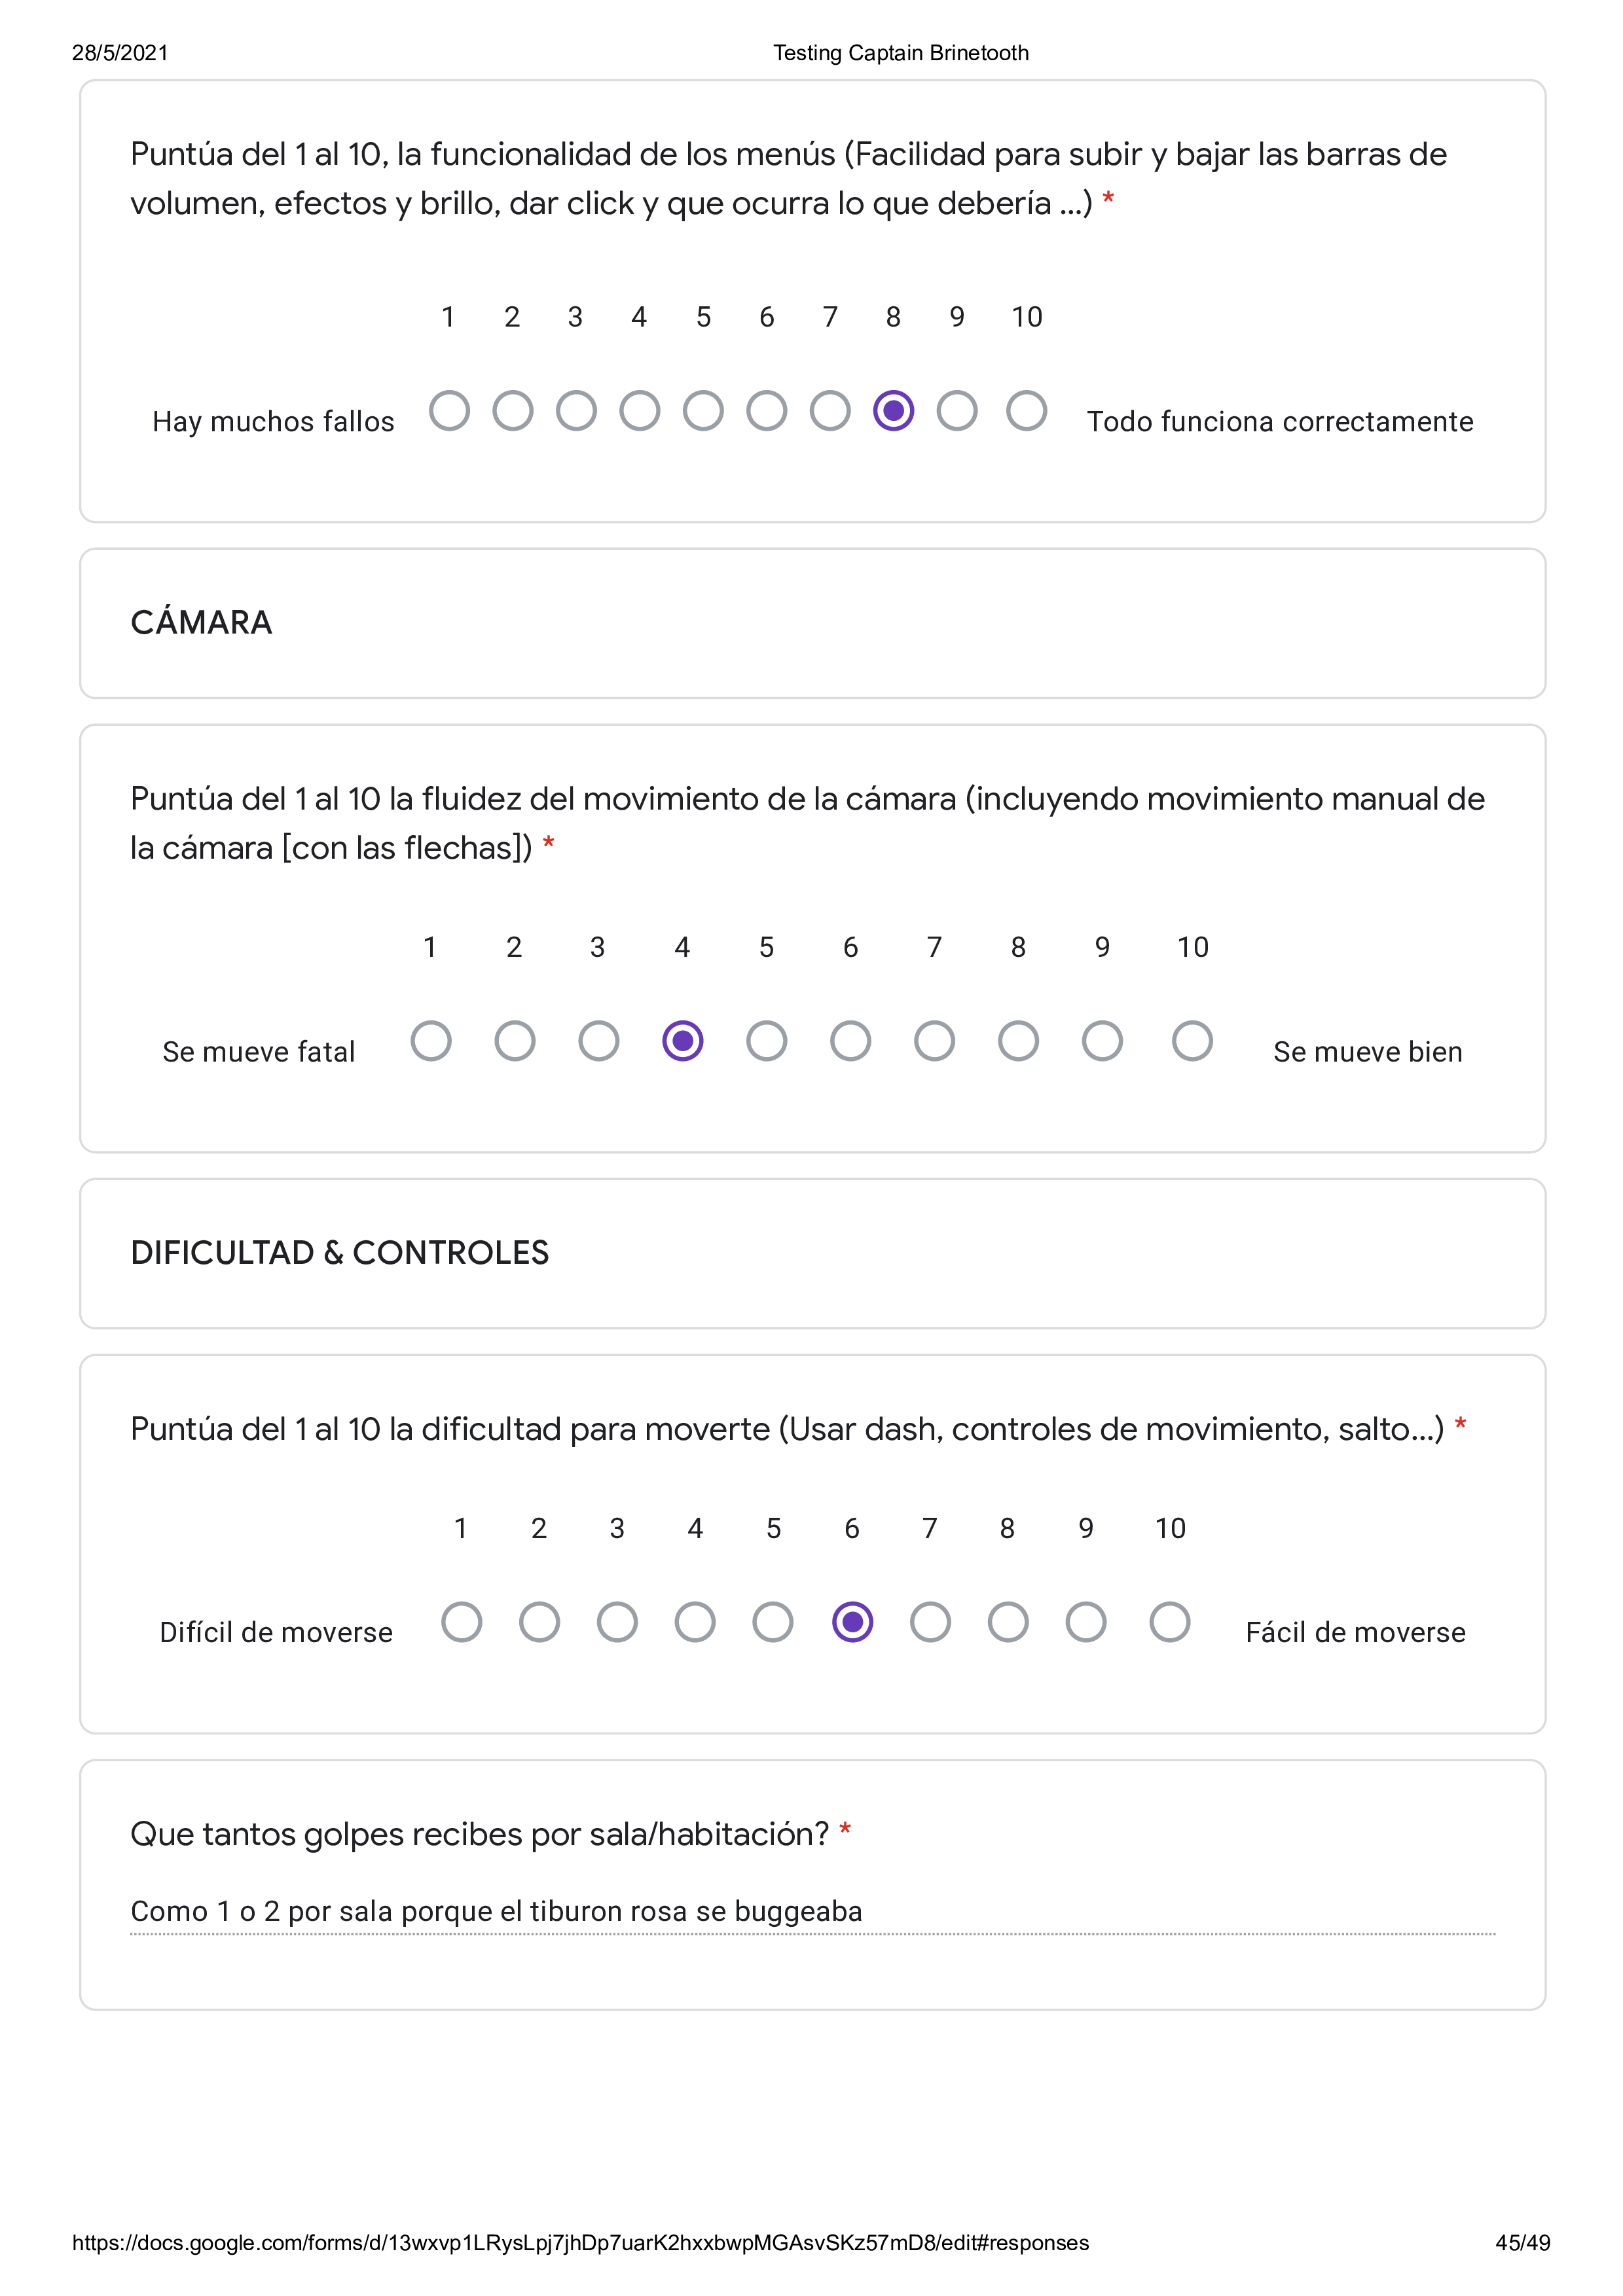 28/5/2021 Testing Captain Brinetooth
Puntúa del 1 al 10, la funcionalidad de los menús (Facilidad para subir y bajar las barras de
volumen, efectos y brillo, dar click y que ocurra lo que debería ...) *
1 2 3 4 5 6 7 8 9 10
Hay muchos fallos Todo funciona correctamente
CÁMARA
Puntúa del 1 al 10 la fluidez del movimiento de la cámara (incluyendo movimiento manual de
la cámara [con las flechas]) *
1 2 3 4 5 6 7 8 9 10
Se mueve fatal Se mueve bien
DIFICULTAD & CONTROLES
Puntúa del 1 al 10 la dificultad para moverte (Usar dash, controles de movimiento, salto...) *
1 2 3 4 5 6 7 8 9 10
Difícil de moverse Fácil de moverse
Que tantos golpes recibes por sala/habitación? *
Como 1 o 2 por sala porque el tiburon rosa se buggeaba
https://docs.google.com/forms/d/13wxvp1LRysLpj7jhDp7uarK2hxxbwpMGAsvSKz57mD8/edit#responses 45/49